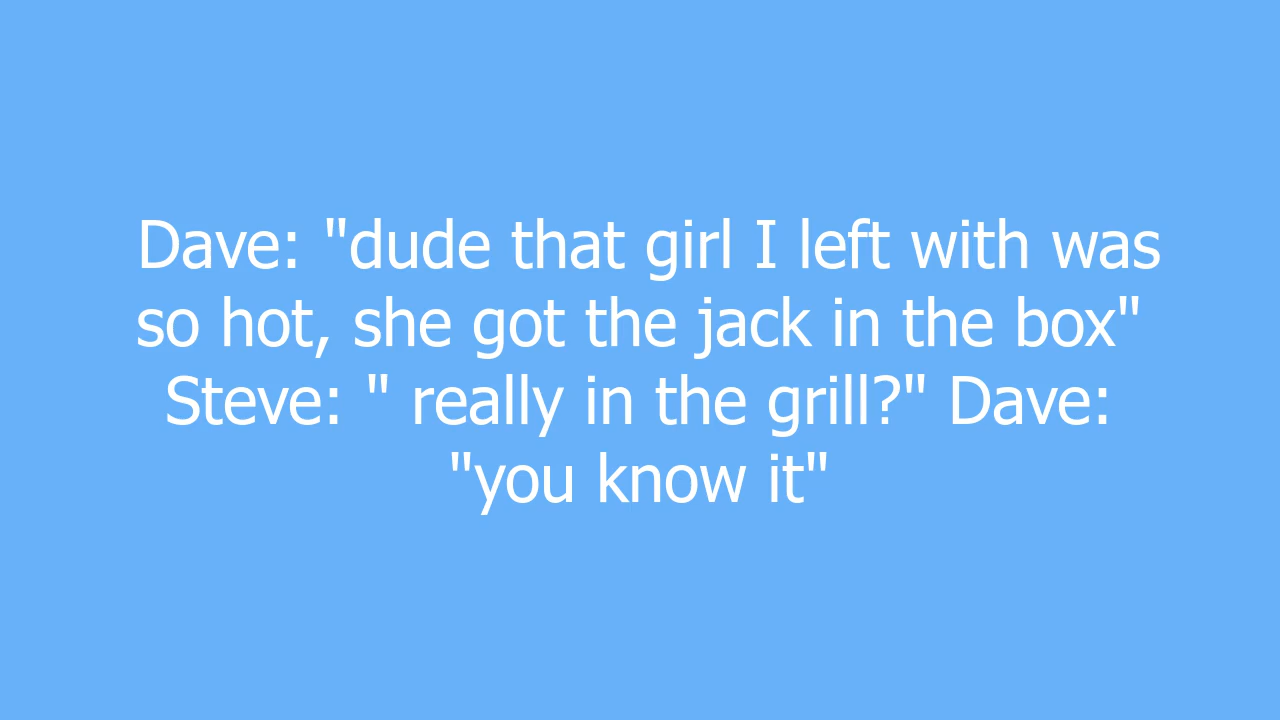 Dave: "dude that girl I left with was
so hot, she got the jack in the box"
Steve: " really in the grill?" Dave:
"you know it"